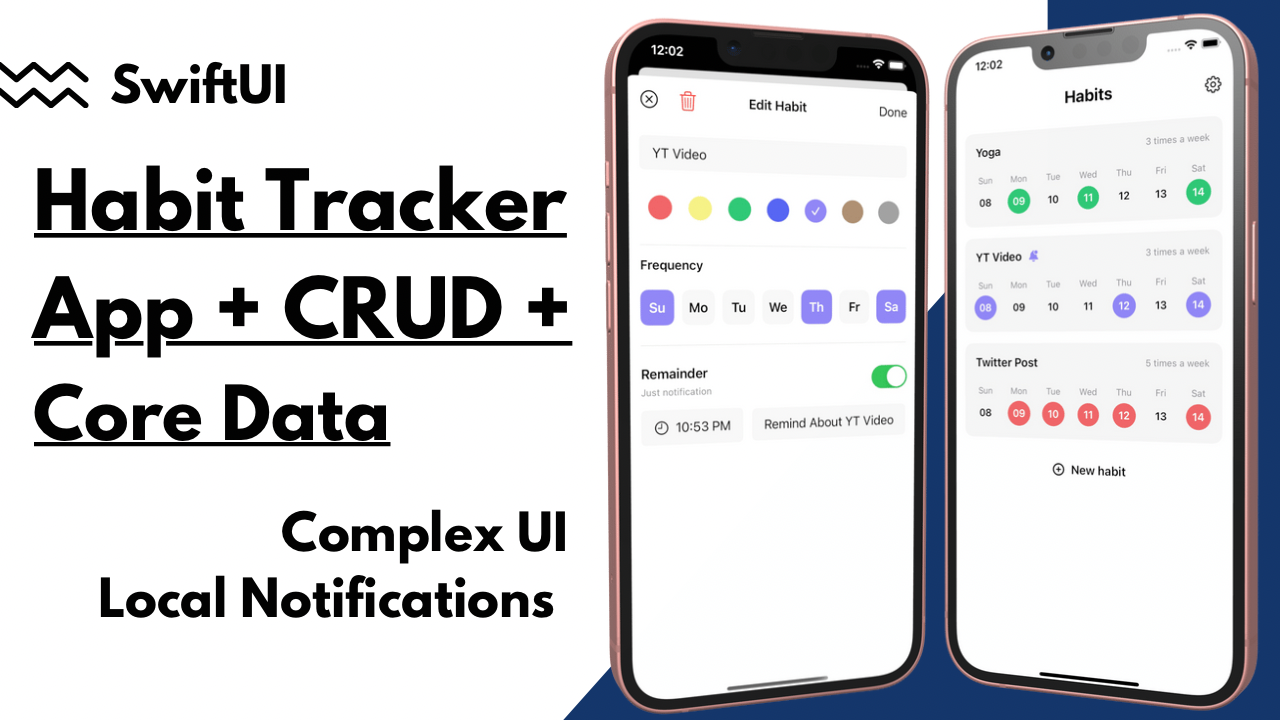 SwiftUI
Habit Tracker
App + CRUD +
Core Data
Complex UI
Local Notifications
12:02
Edit Habit
Done
YT Video
Frequency
Su Mo Tu We Th Fr Sa
Remainder
Just notification
10:53 PM Remind About YT Video
12:02
Habits
Yoga 3 times a week
Sun Mon Tue Wed Thu Fri Sat
08 09 10 11 12 13 14
YT Video 3 times a week
Sun Mon Tue Wed Thu Fri Sat
08 09 10 11 12 13 14
Twitter Post 5 times a week
Sun Mon Tue Wed Thu Fri Sat
08 09 10 11 12 13 14
New habit